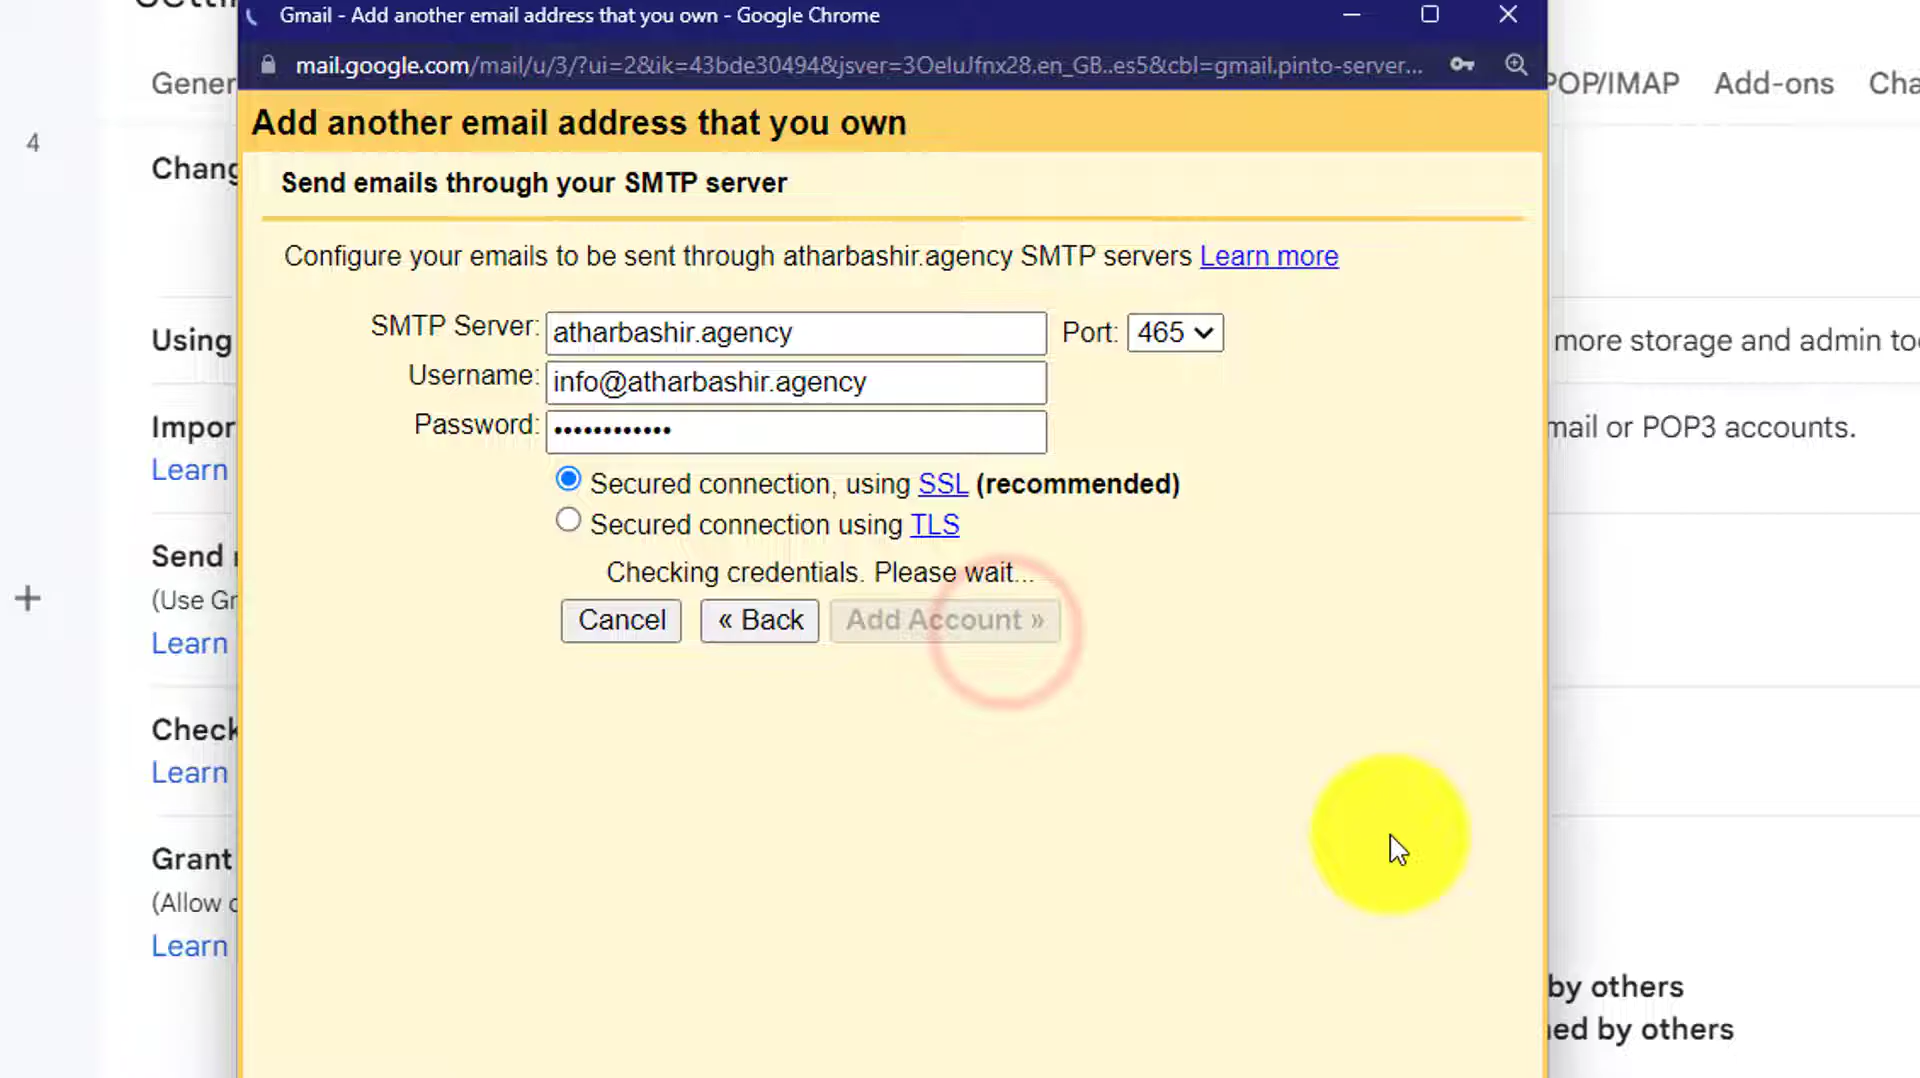 Gmail - Add another email address that you own - Google Chrome
mail.google.com/mail/u/3/?ui=2&ik=43bde30494&jsver=3OeluJfnx28.en_GB..es5&cbl=gmail.pinto-server...
Gener
POP/IMAP Add-ons Cha
Add another email address that you own
4
Chang
Send emails through your SMTP server
Configure your emails to be sent through atharbashir.agency SMTP servers Learn more
SMTP Server: atharbashir.agency Port: 465
Using
more storage and admin too
Username: info@atharbashir.agency
Password: ••••••••••••
Impor
mail or POP3 accounts.
Learn
Secured connection, using SSL (recommended)
Secured connection using TLS
Send
Checking credentials. Please wait...
(Use Gr
Cancel « Back Add Account »
Learn
Check
Learn
Grant
(Allow
Learn
by others
ned by others